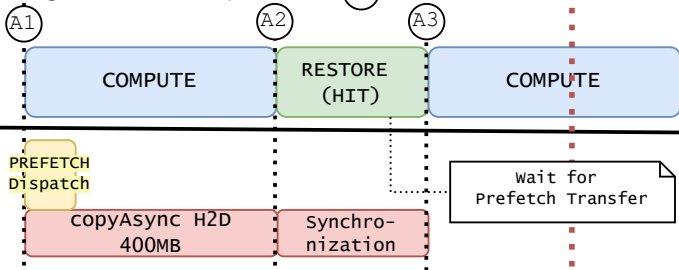 A1
A2
A3
COMPUTE
RESTORE
(HIT)
COMPUTE
PREFETCH
Dispatch
Wait for
Prefetch Transfer
copyAsync H2D
400MB
Synchro-
nization